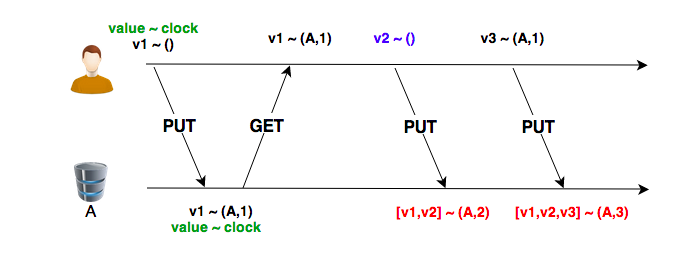 value ~ clock
v1 ~ ()
v1 ~ (A,1)
v2 ~ ()
v3 ~ (A,1)
PUT
GET
PUT
PUT
A
v1 ~ (A,1)
value ~ clock
[v1,v2] ~ (A,2)
[v1,v2,v3] ~ (A,3)